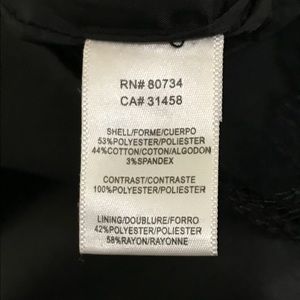 RN# 80734
CA# 31458
SHELL/FORME/CUERPO
53%POLYESTER/POLIESTER
44%COTTON/COTON/ALGODON
3%SPANDEX
CONTRAST/CONTRASTE
100%POLYESTER/POLIESTER
LINING/DOUBLURE/FORRO
42%POLYESTER/POLIESTER
58%RAYON/RAYONNE